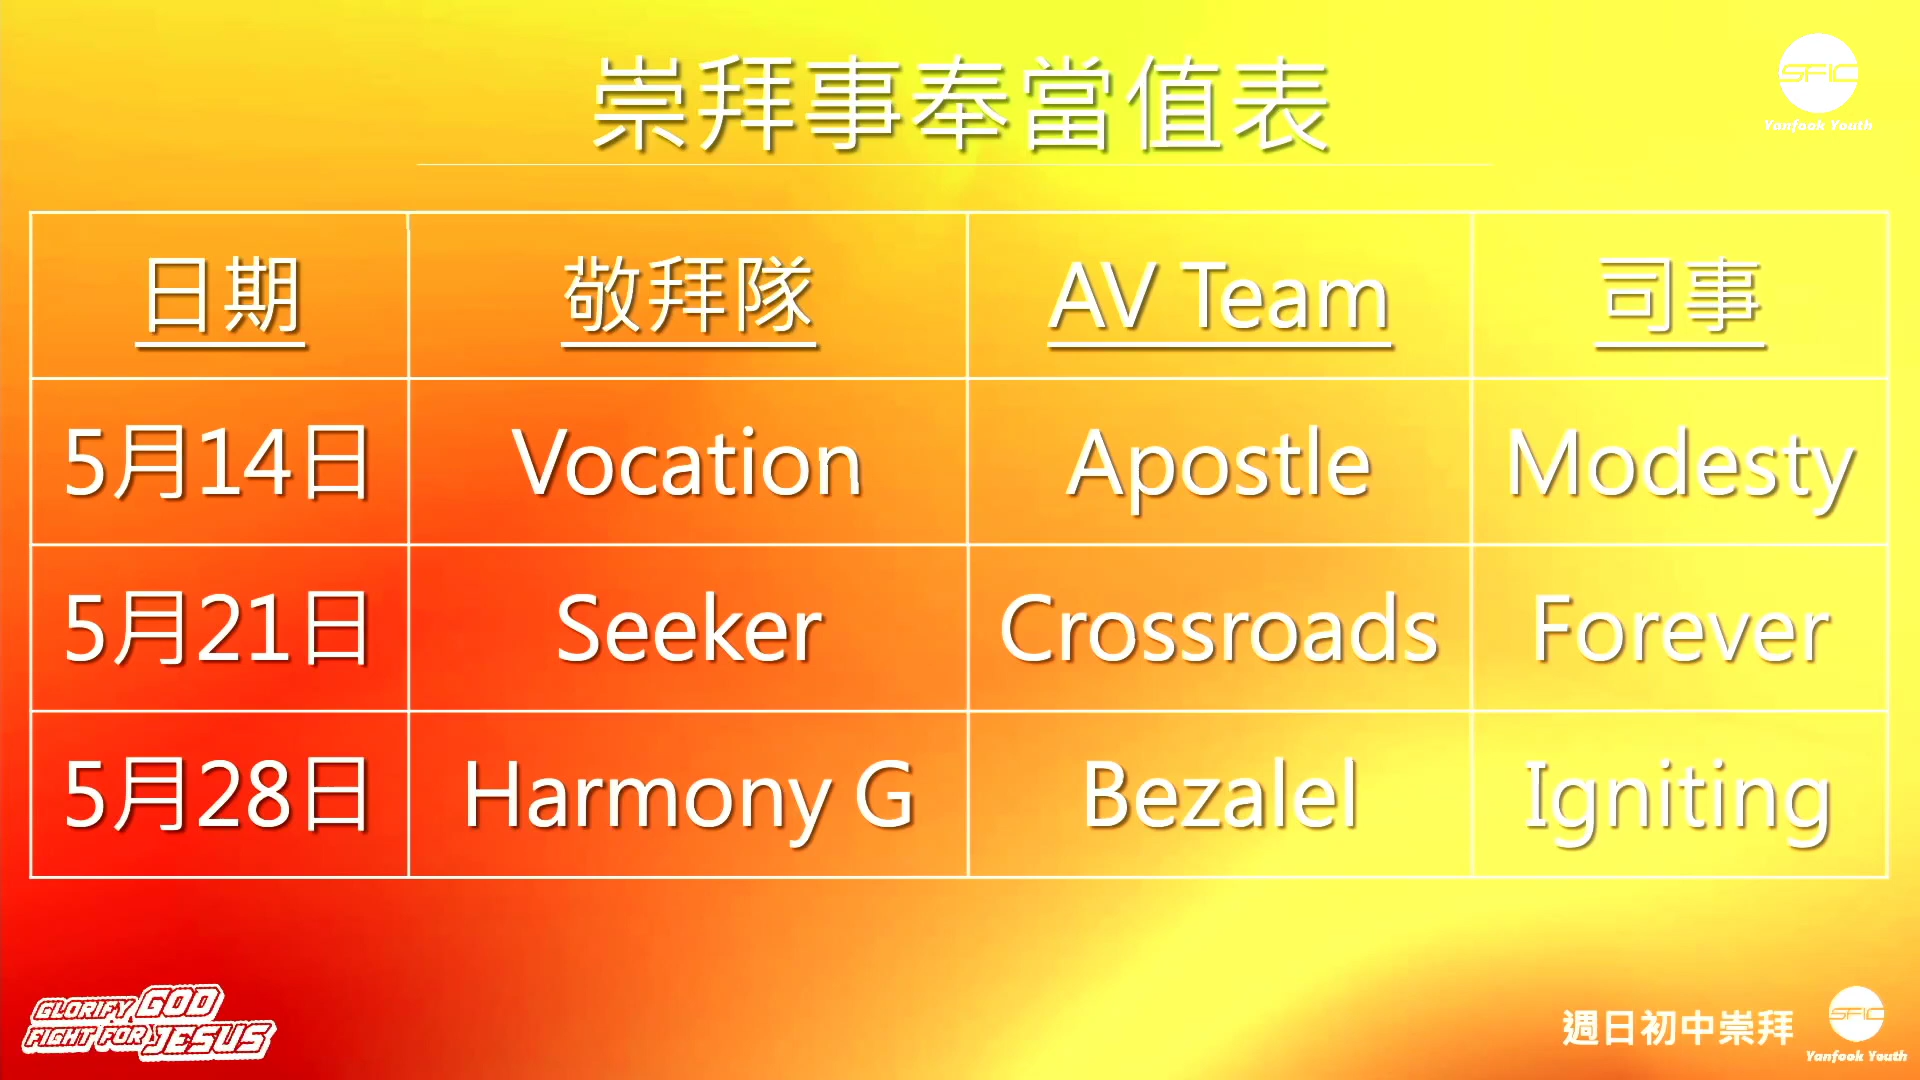 崇拜事奉當值表
SFIC
Yanfook Youth
日期 敬拜隊 AV Team 司事
5月14日 Vocation Apostle Modesty
5月21日 Seeker Crossroads Forever
5月28日 Harmony G Bezalel Igniting
GLORIFY GOD
FIGHT FOR JESUS
週日初中崇拜
SFIC
Yanfook Youth